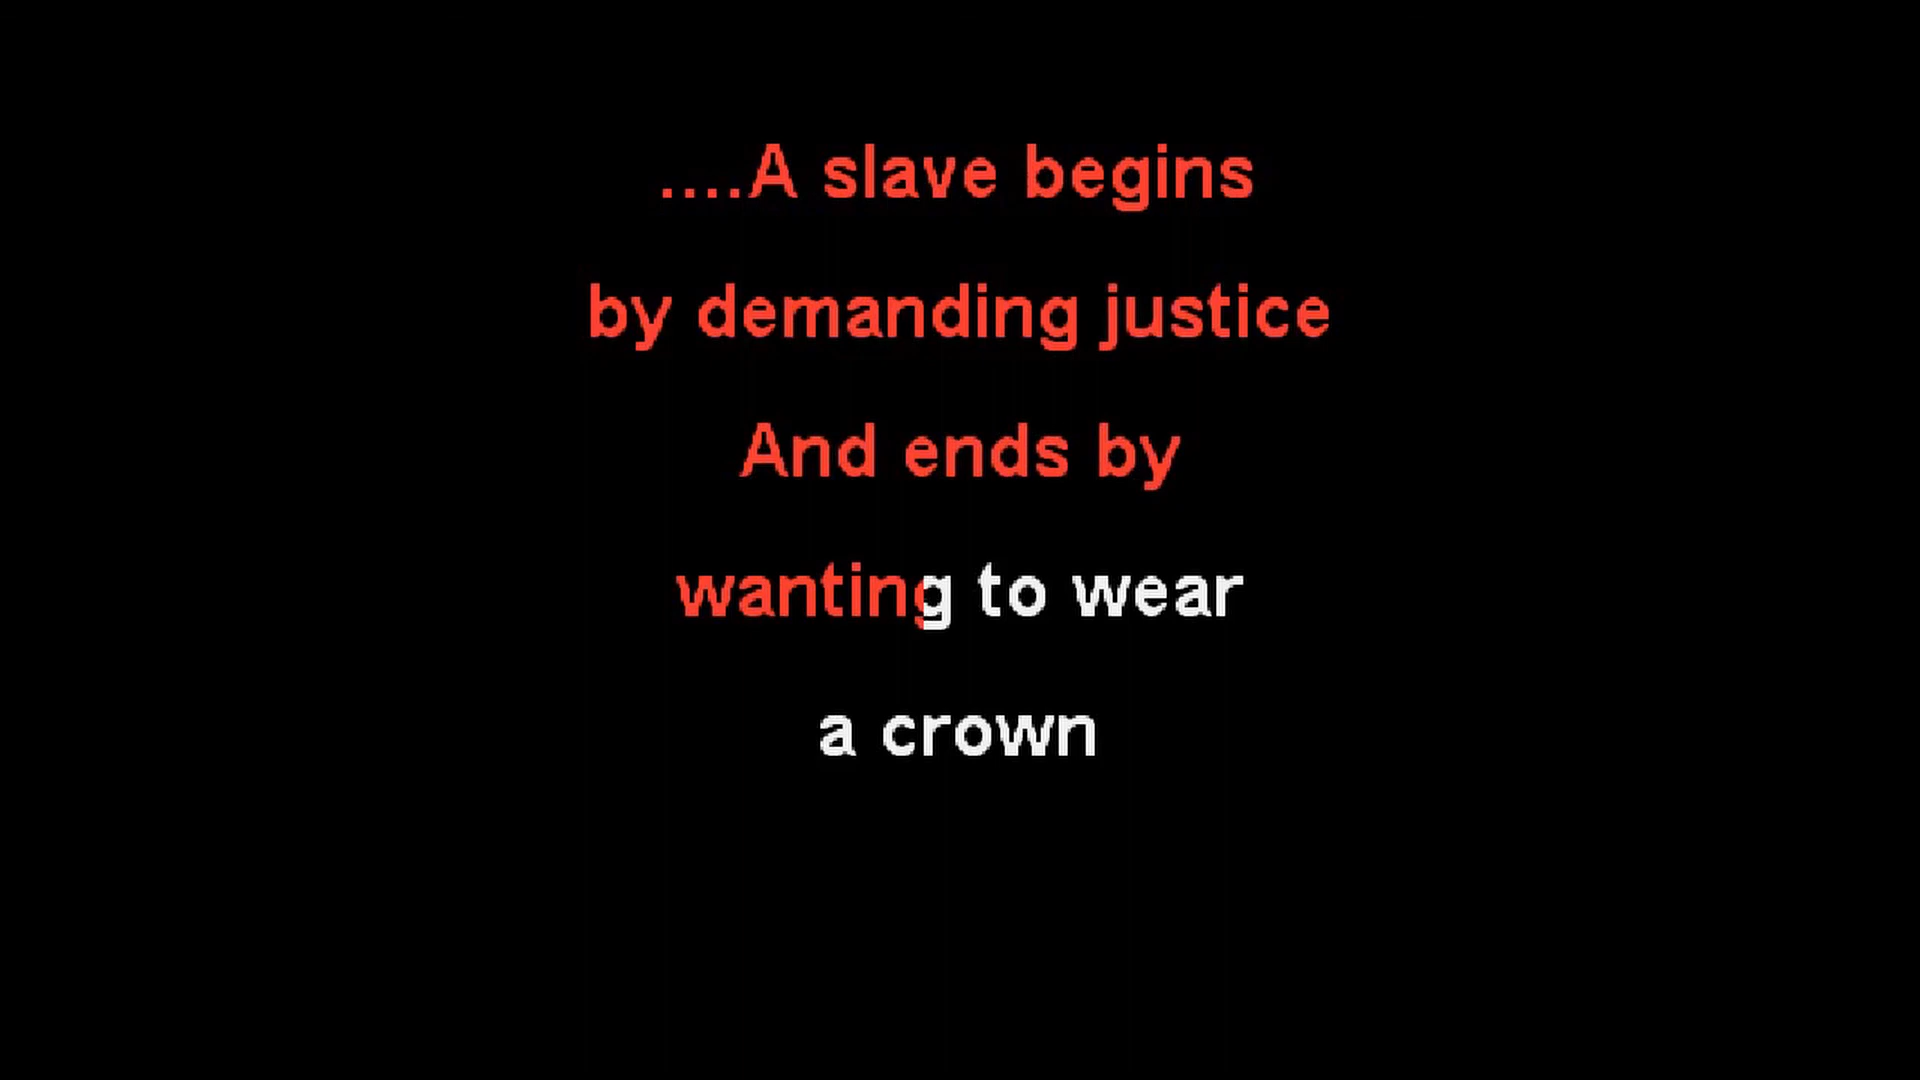 ....A slave begins
by demanding justice
And ends by
wanting to wear
a crown